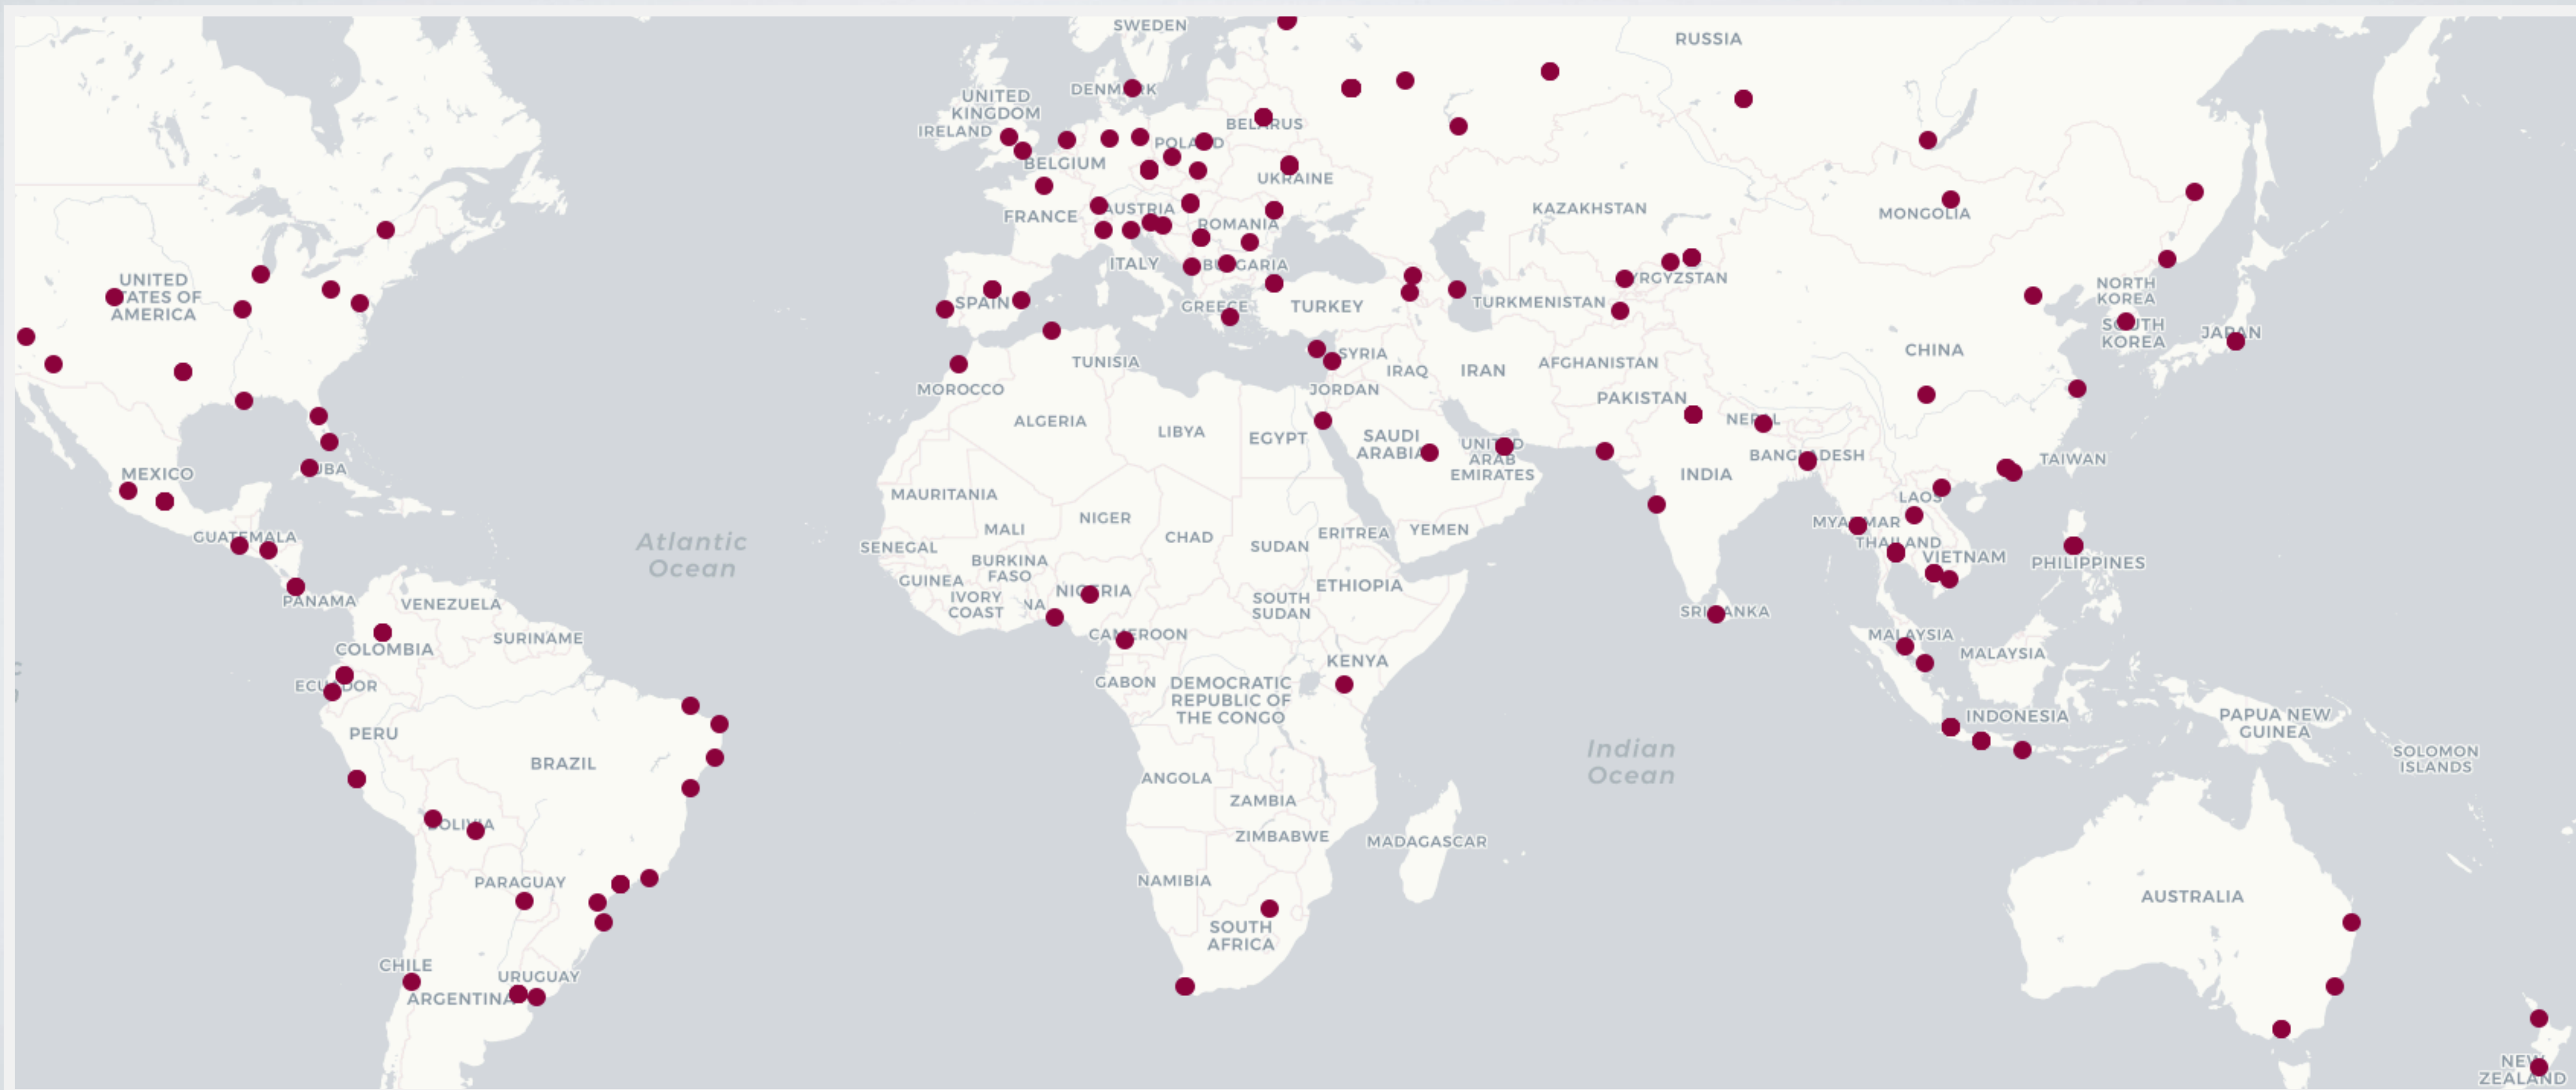 SWEDEN
RUSSIA
DENMARK
UNITED
KINGDOM
IRELAND
BELARUS
POLAND
BELGIUM
UKRAINE
FRANCE
AUSTRIA
ROMANIA
KAZAKHSTAN
MONGOLIA
ITALY
BULGARIA
UNITED
STATES OF
AMERICA
SPAIN
GREECE
TURKEY
TURKMENISTAN
KYRGYZSTAN
NORTH
KOREA
SOUTH
KOREA
JAPAN
CHINA
TUNISIA
SYRIA
IRAQ
IRAN
AFGHANISTAN
MOROCCO
JORDAN
PAKISTAN
ALGERIA
LIBYA
EGYPT
SAUDI
ARABIA
UNITED
ARAB
EMIRATES
NEPAL
BANGLADESH
TAIWAN
INDIA
MEXICO
CUBA
MAURITANIA
LAOS
MALI
NIGER
CHAD
SUDAN
ERITREA
YEMEN
MYANMAR
THAILAND
VIETNAM
PHILIPPINES
GUATEMALA
Atlantic
Ocean
SENEGAL
BURKINA
FASO
GUINEA
IVORY
COAST
NA
NIGERIA
ETHIOPIA
SOUTH
SUDAN
PANAMA
VENEZUELA
SRI LANKA
SURINAME
COLOMBIA
CAMEROON
MALAYSIA
MALAYSIA
KENYA
ECUADOR
GABON
DEMOCRATIC
REPUBLIC OF
THE CONGO
INDONESIA
PAPUA NEW
GUINEA
PERU
Indian
Ocean
SOLOMON
ISLANDS
BRAZIL
ANGOLA
ZAMBIA
BOLIVIA
ZIMBABWE
MADAGASCAR
PARAGUAY
NAMIBIA
AUSTRALIA
SOUTH
AFRICA
CHILE
URUGUAY
ARGENTINA
NEW
ZEALAND